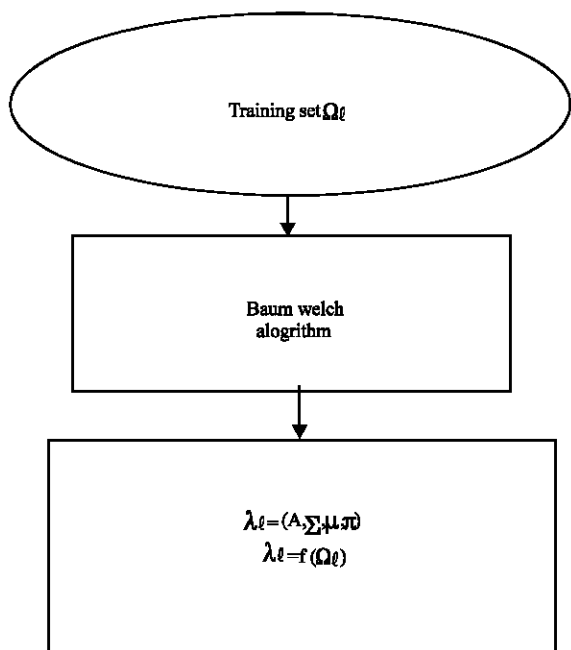 Training set Ωℓ
Baum welch
alogrithm
λℓ=(A,Σ,μ,π)
λℓ=f(Ωℓ)